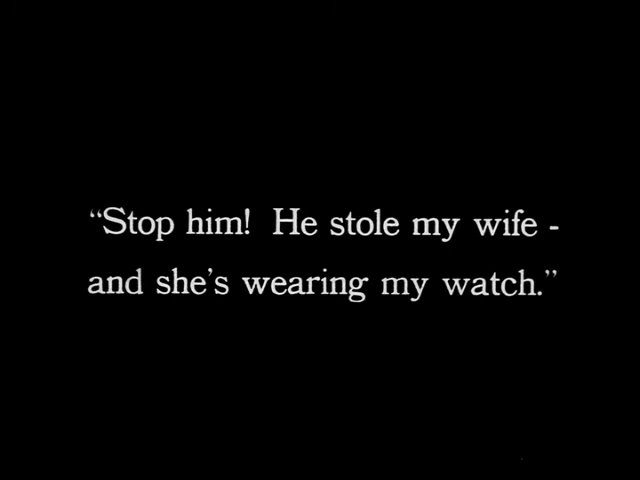 “Stop him!  He stole my wife -
and she’s wearing my watch.”